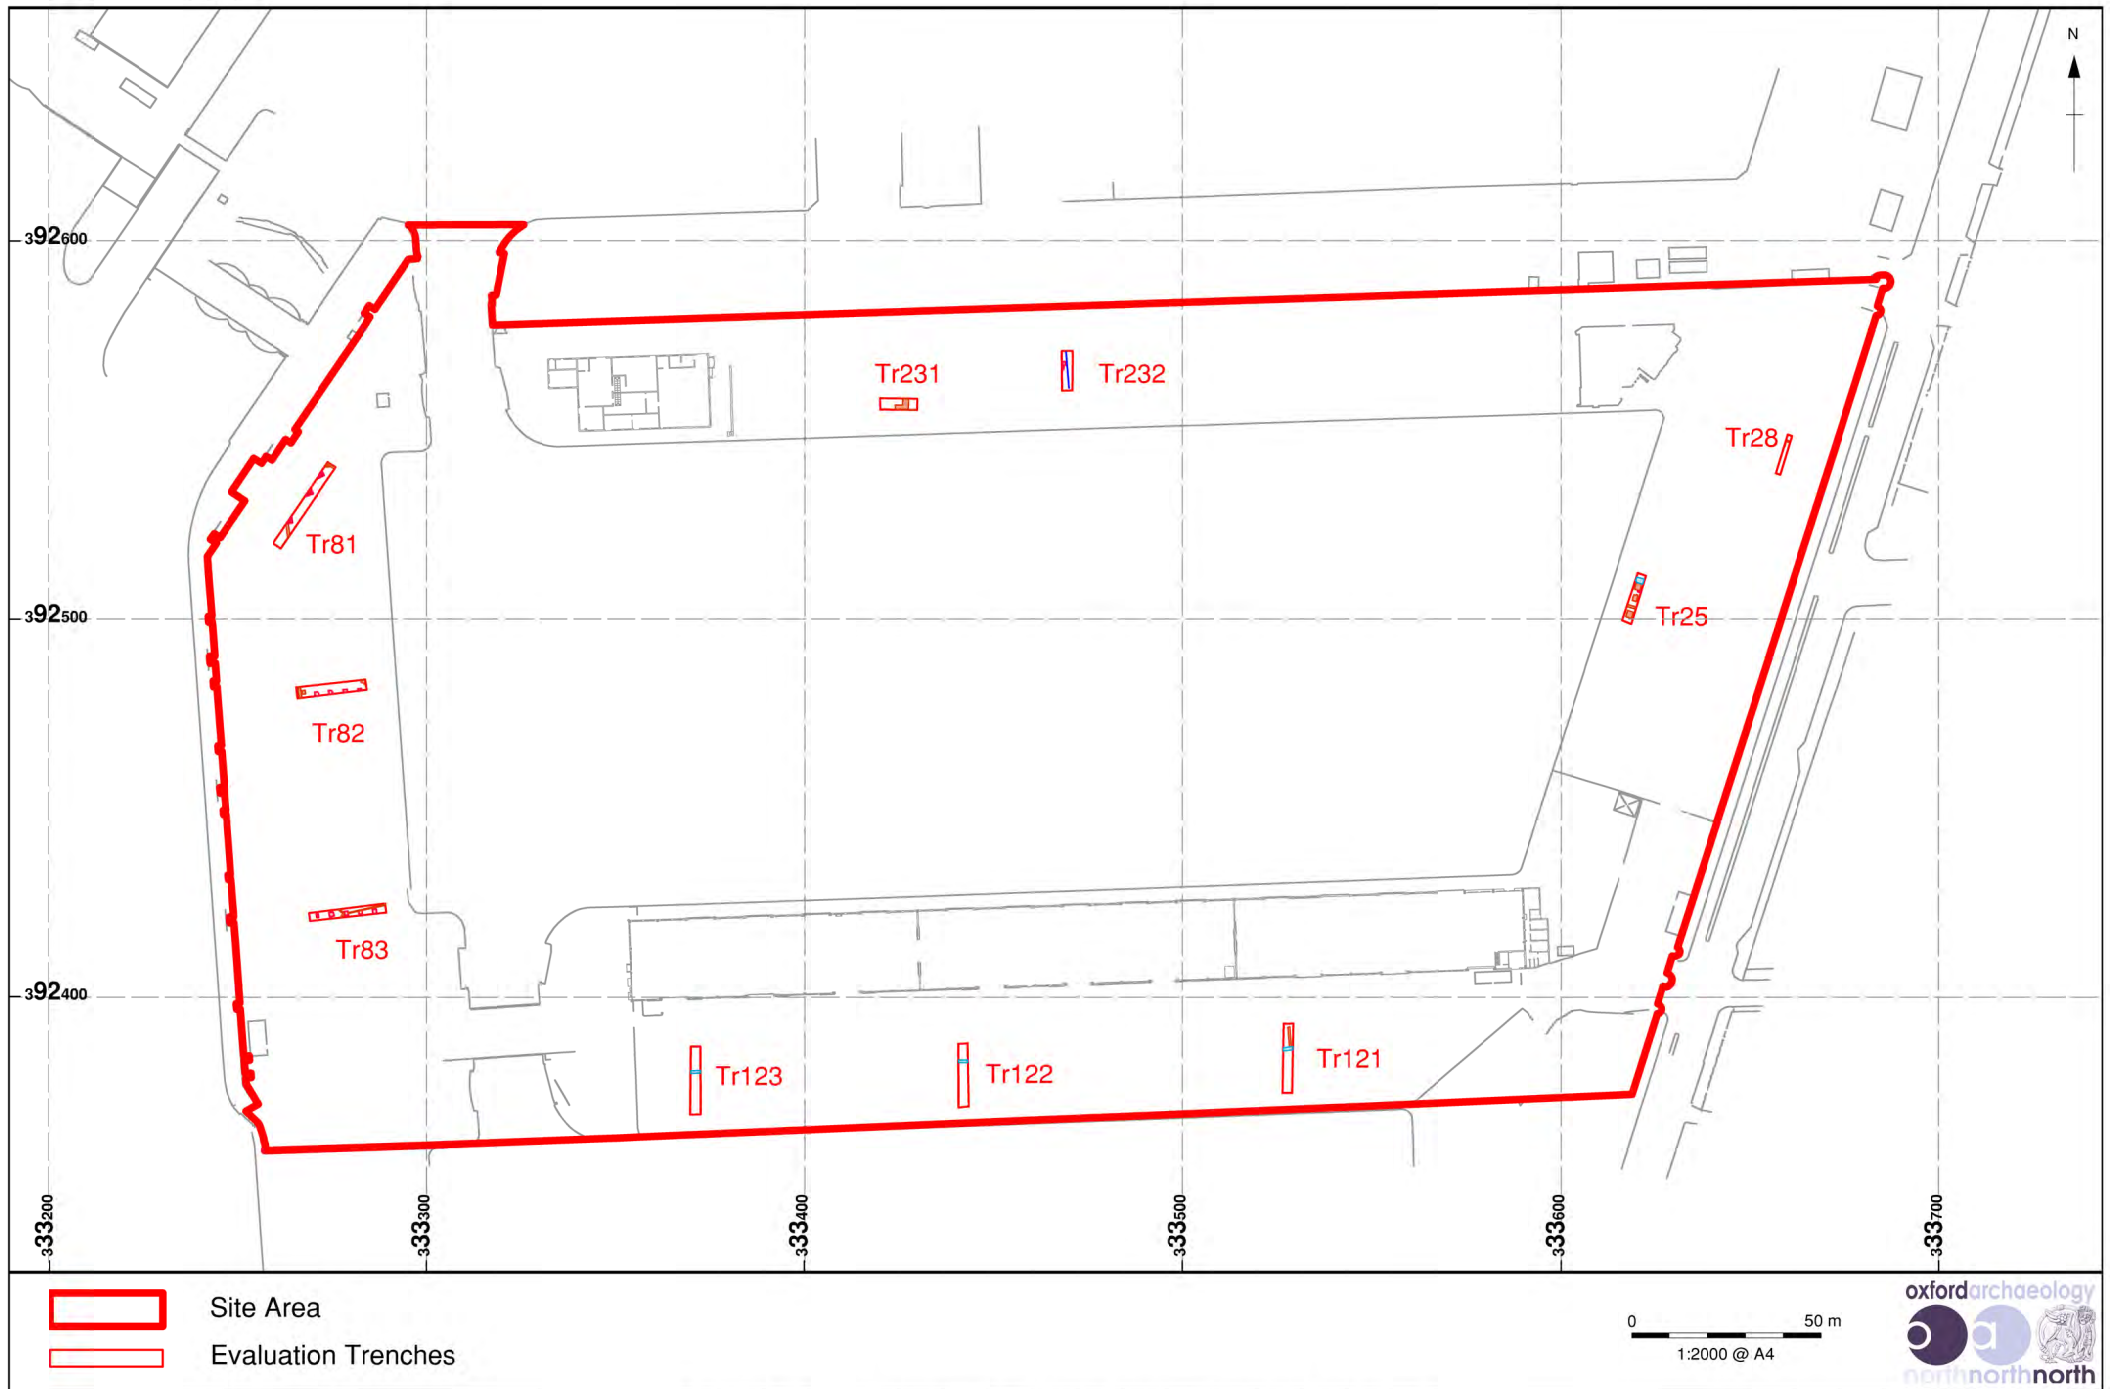 N
392600
Tr231
Tr232
Tr28
Tr81
392500
Tr25
Tr82
Tr83
392400
Tr123
Tr122
Tr121
333200
333300
333400
333500
333600
333700
Site Area
Evaluation Trenches
0 50 m
1:2000 @ A4
oxfordarchaeology
o a
northnorthnorth